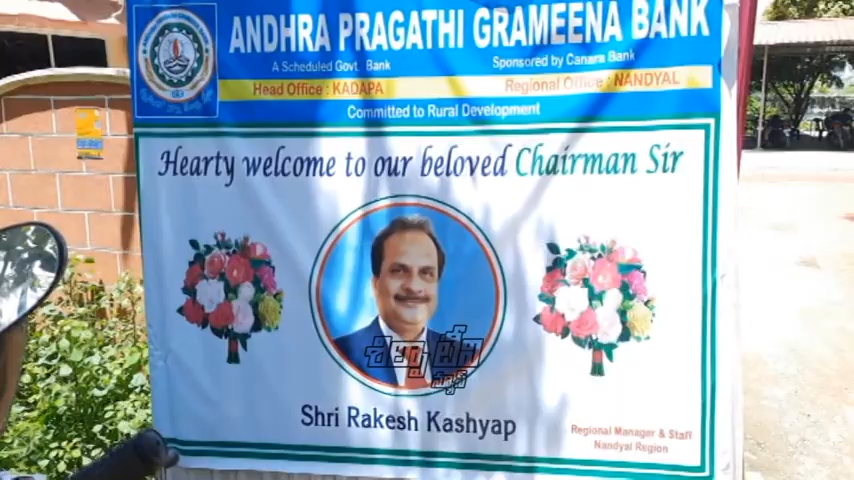 ANDHRA PRAGATHI GRAMEENA BANK
A Scheduled Govt. Bank
Sponsored by Canara Bank
Head Office : KADAPA
Regional Office : NANDYAL
Committed to Rural Development
Hearty welcome to our beloved Chairman Sir
Shri Rakesh Kashyap
Regional Manager & Staff
Nandyal Region